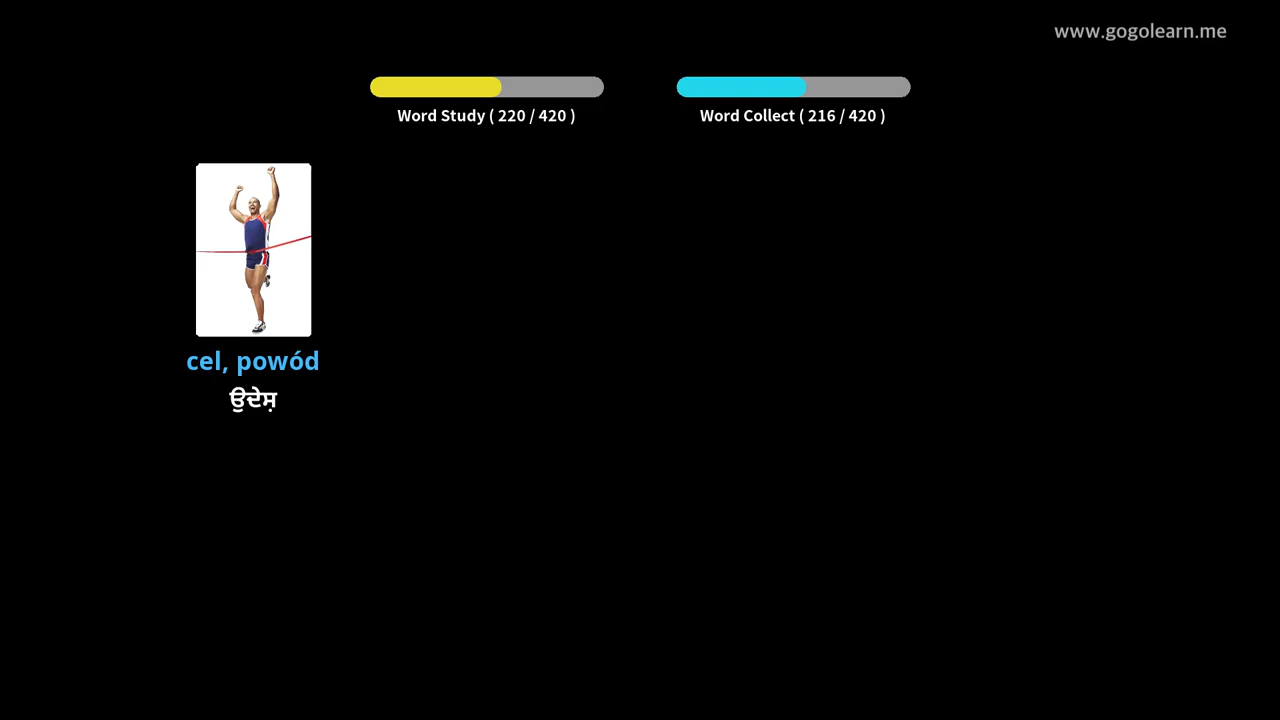 www.gogolearn.me
Word Study ( 220 / 420 )
Word Collect ( 216 / 420 )
cel, powód
ਉਦੇਸ਼